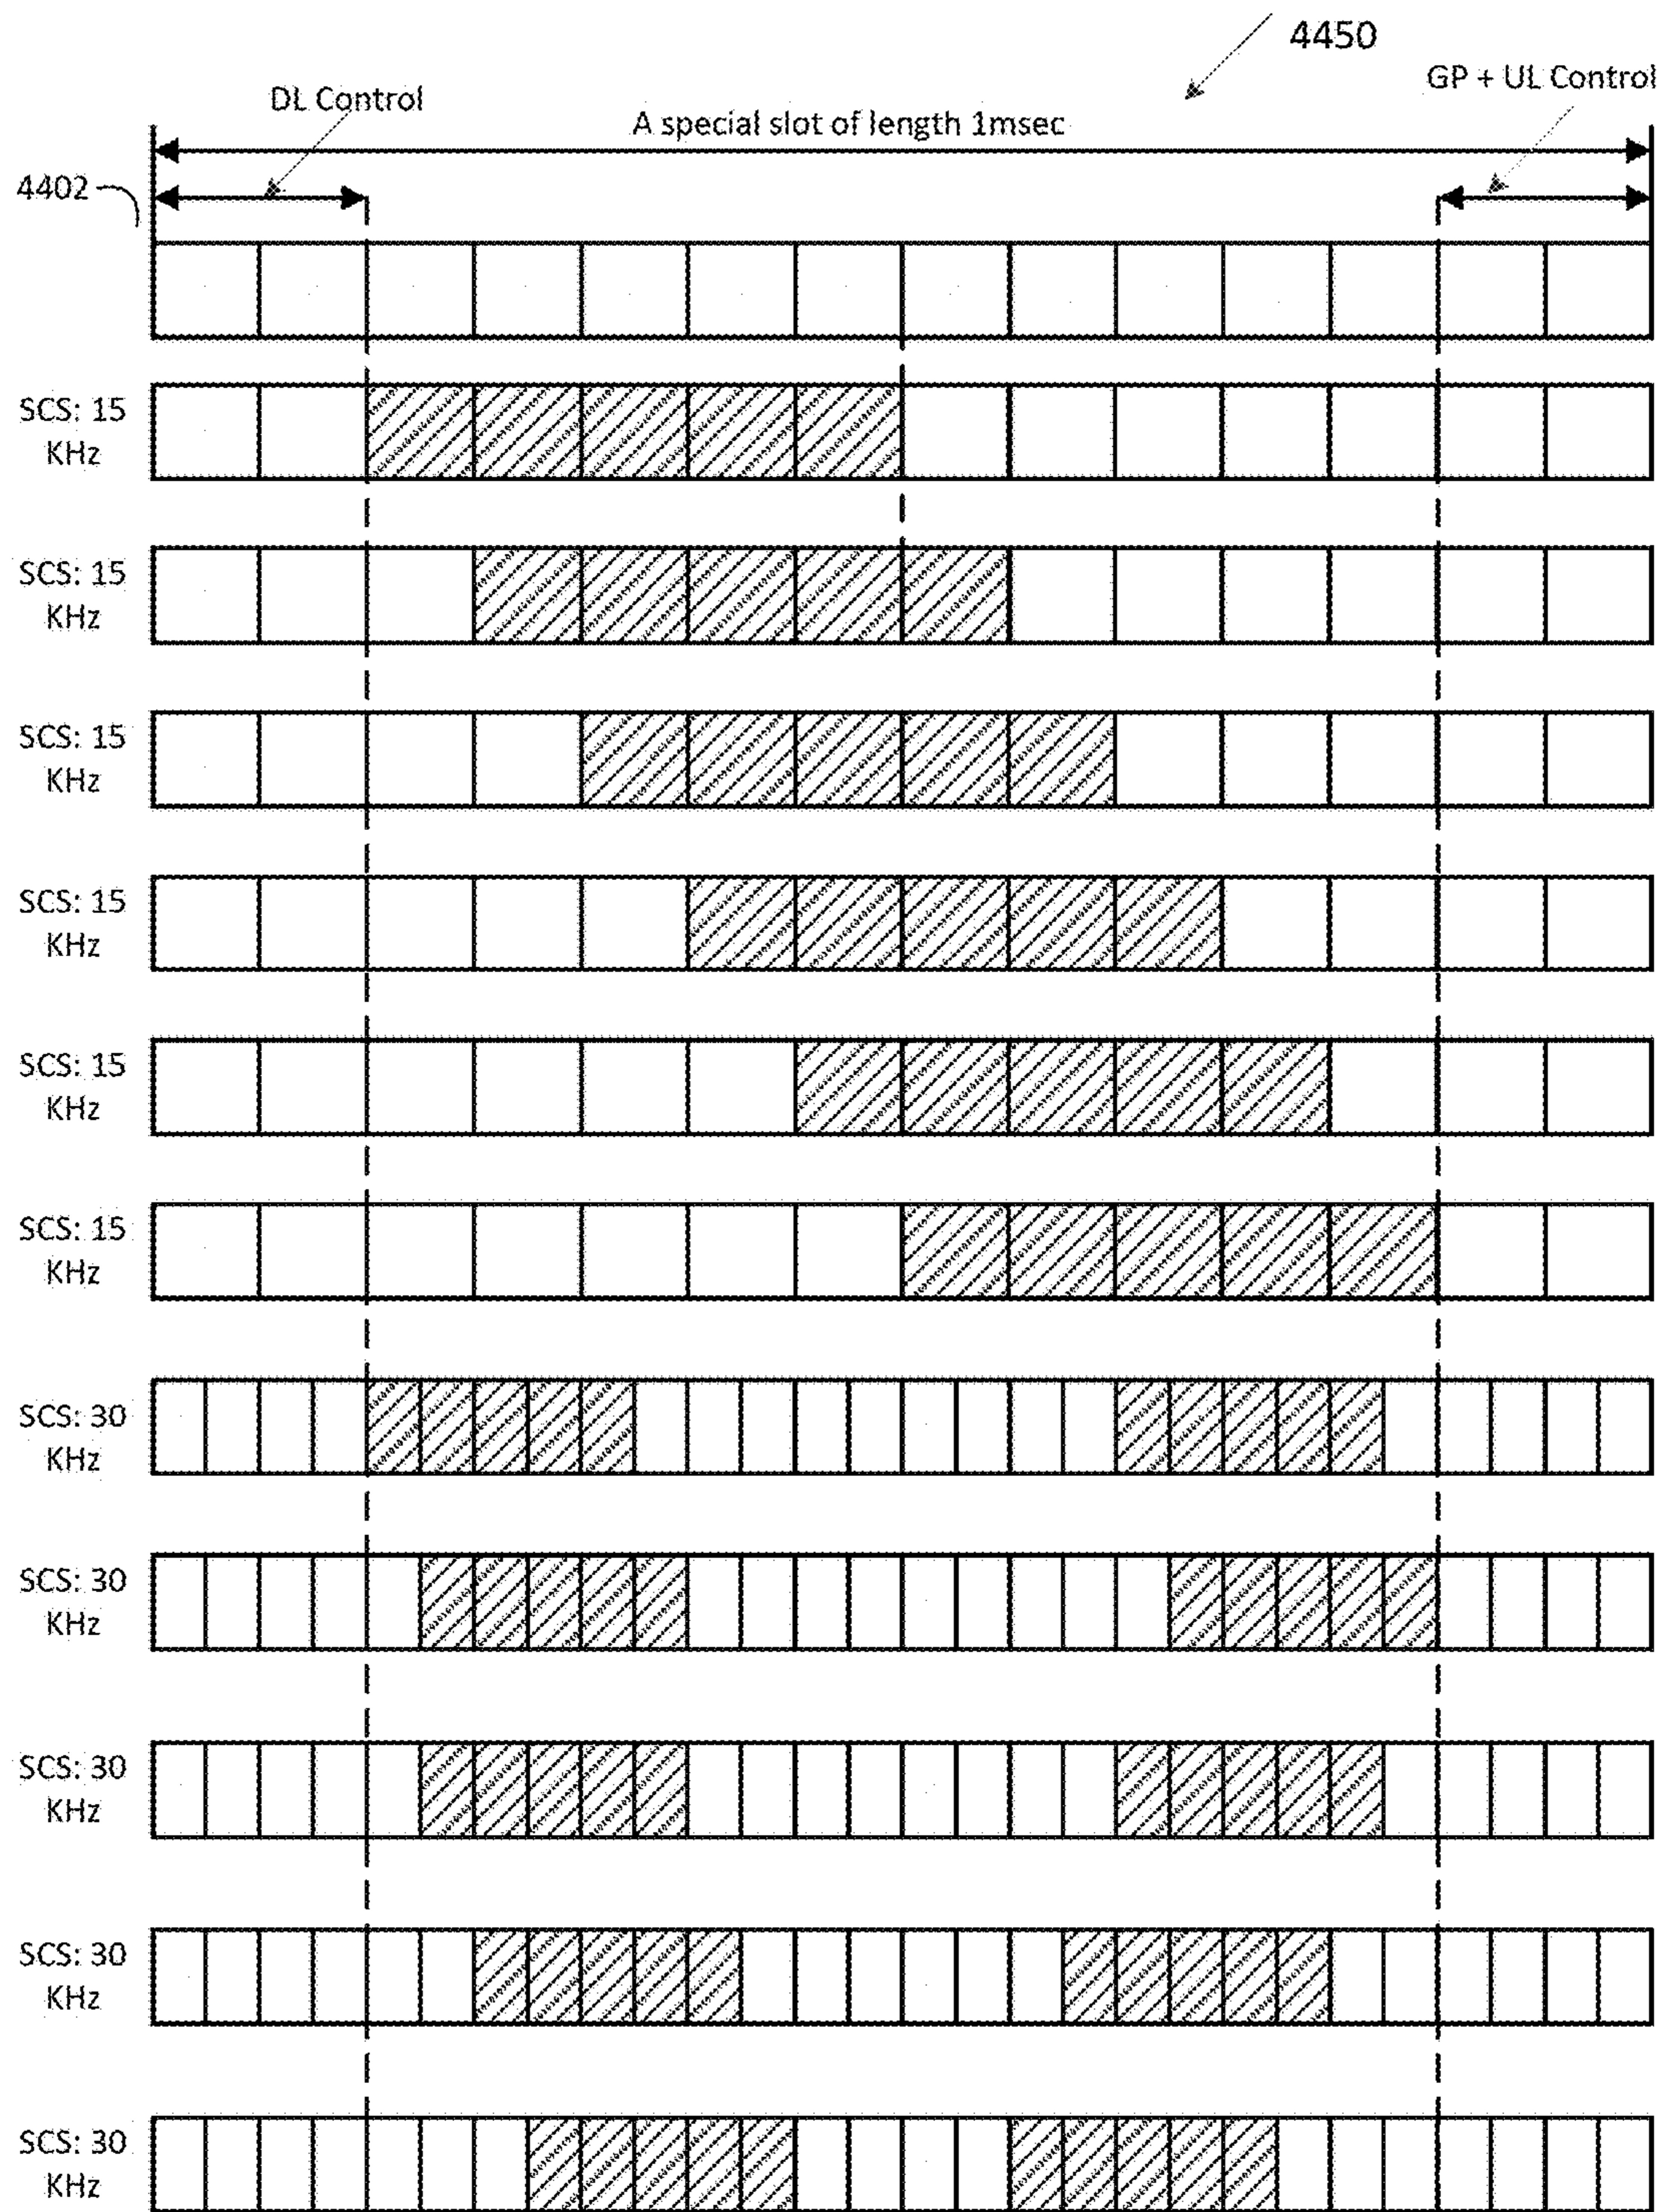 4450
GP + UL Control
DL Control
A special slot of length 1msec
4402
SCS: 15
KHz
SCS: 15
KHz
SCS: 15
KHz
SCS: 15
KHz
SCS: 15
KHz
SCS: 15
KHz
SCS: 30
KHz
SCS: 30
KHz
SCS: 30
KHz
SCS: 30
KHz
SCS: 30
KHz